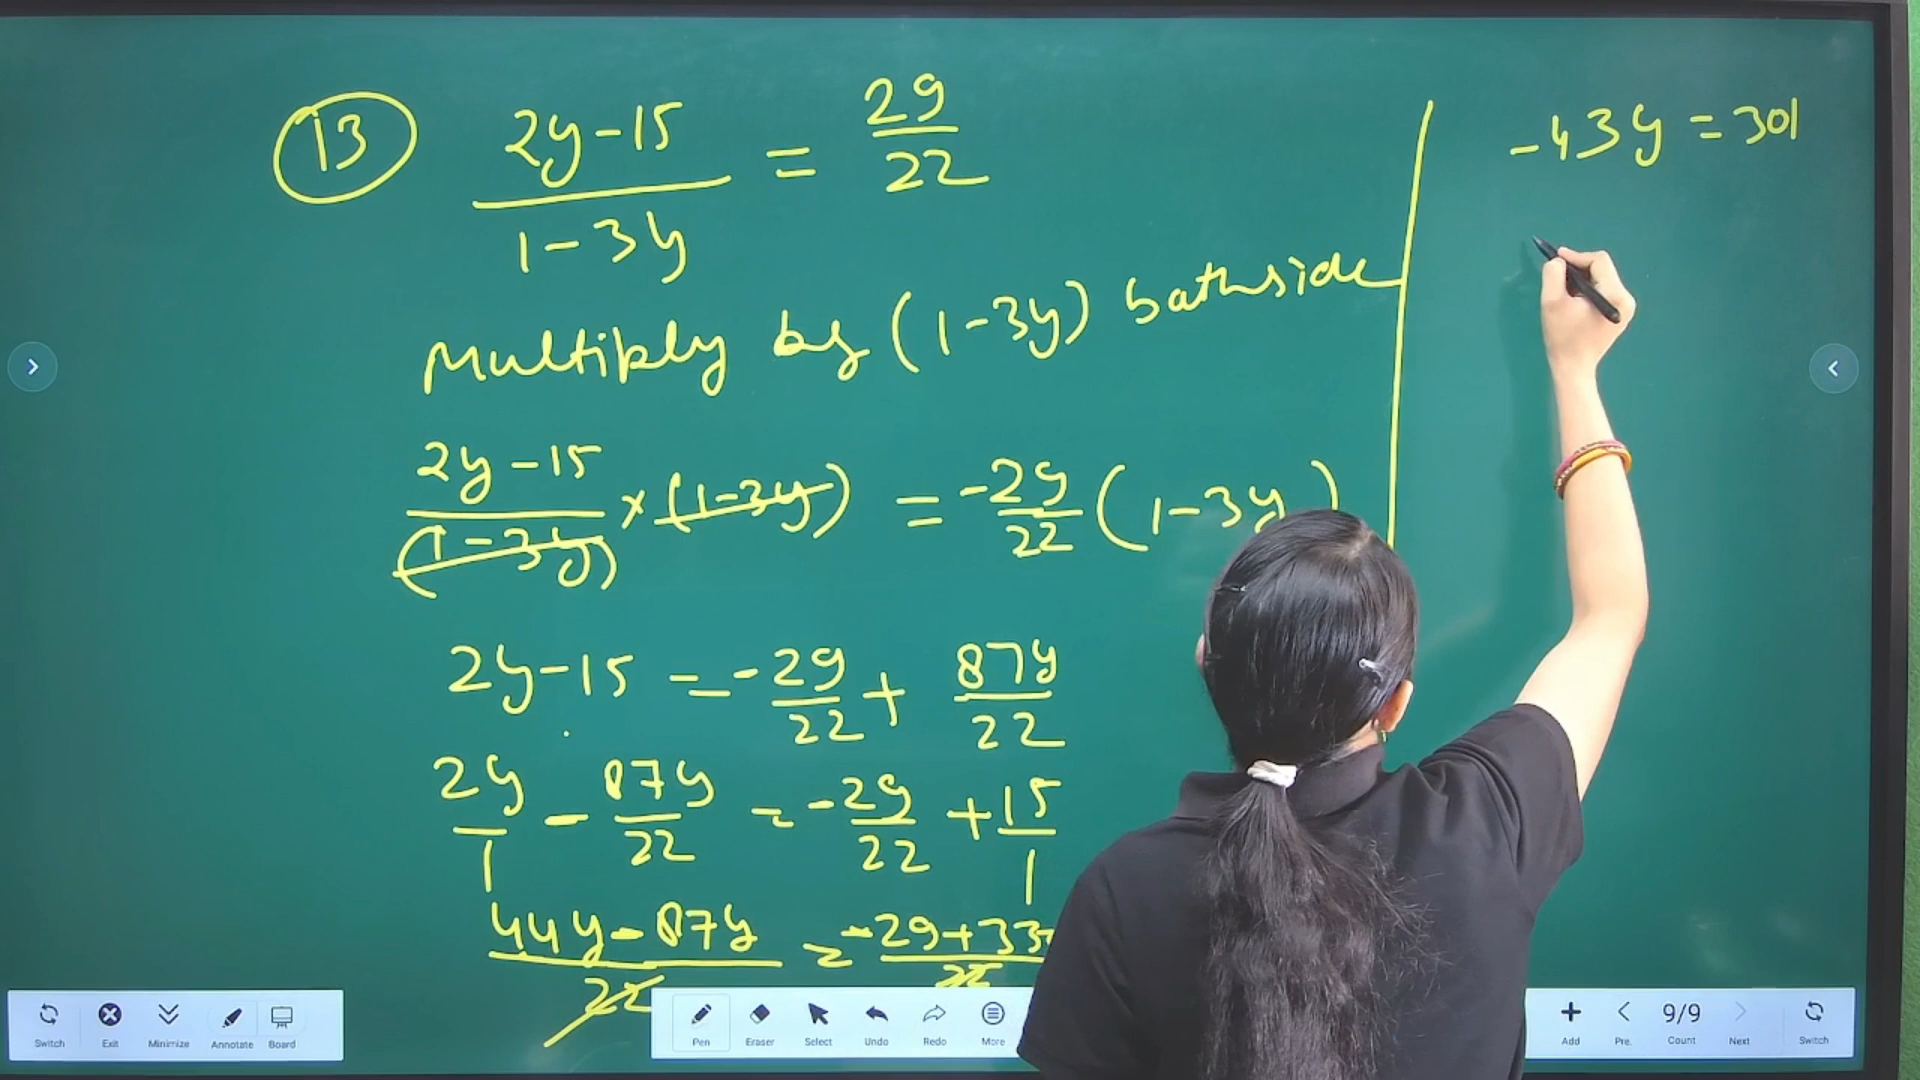 13 2y-15/1-3y = 29/22
Multiply by (1-3y) bathside
2y-15/(1-3y) × (1-3y) = -29/22 (1-3y)
2y-15 = -29/22 + 87y/22
2y/1 - 87y/22 = -29/22 + 15/1
44y-87y/22 = -29+33
-43y = 301
Switch Exit Minimize Annotate Board
Pen Eraser Select Undo Redo More
Add Pre. 9/9 Count Next Switch